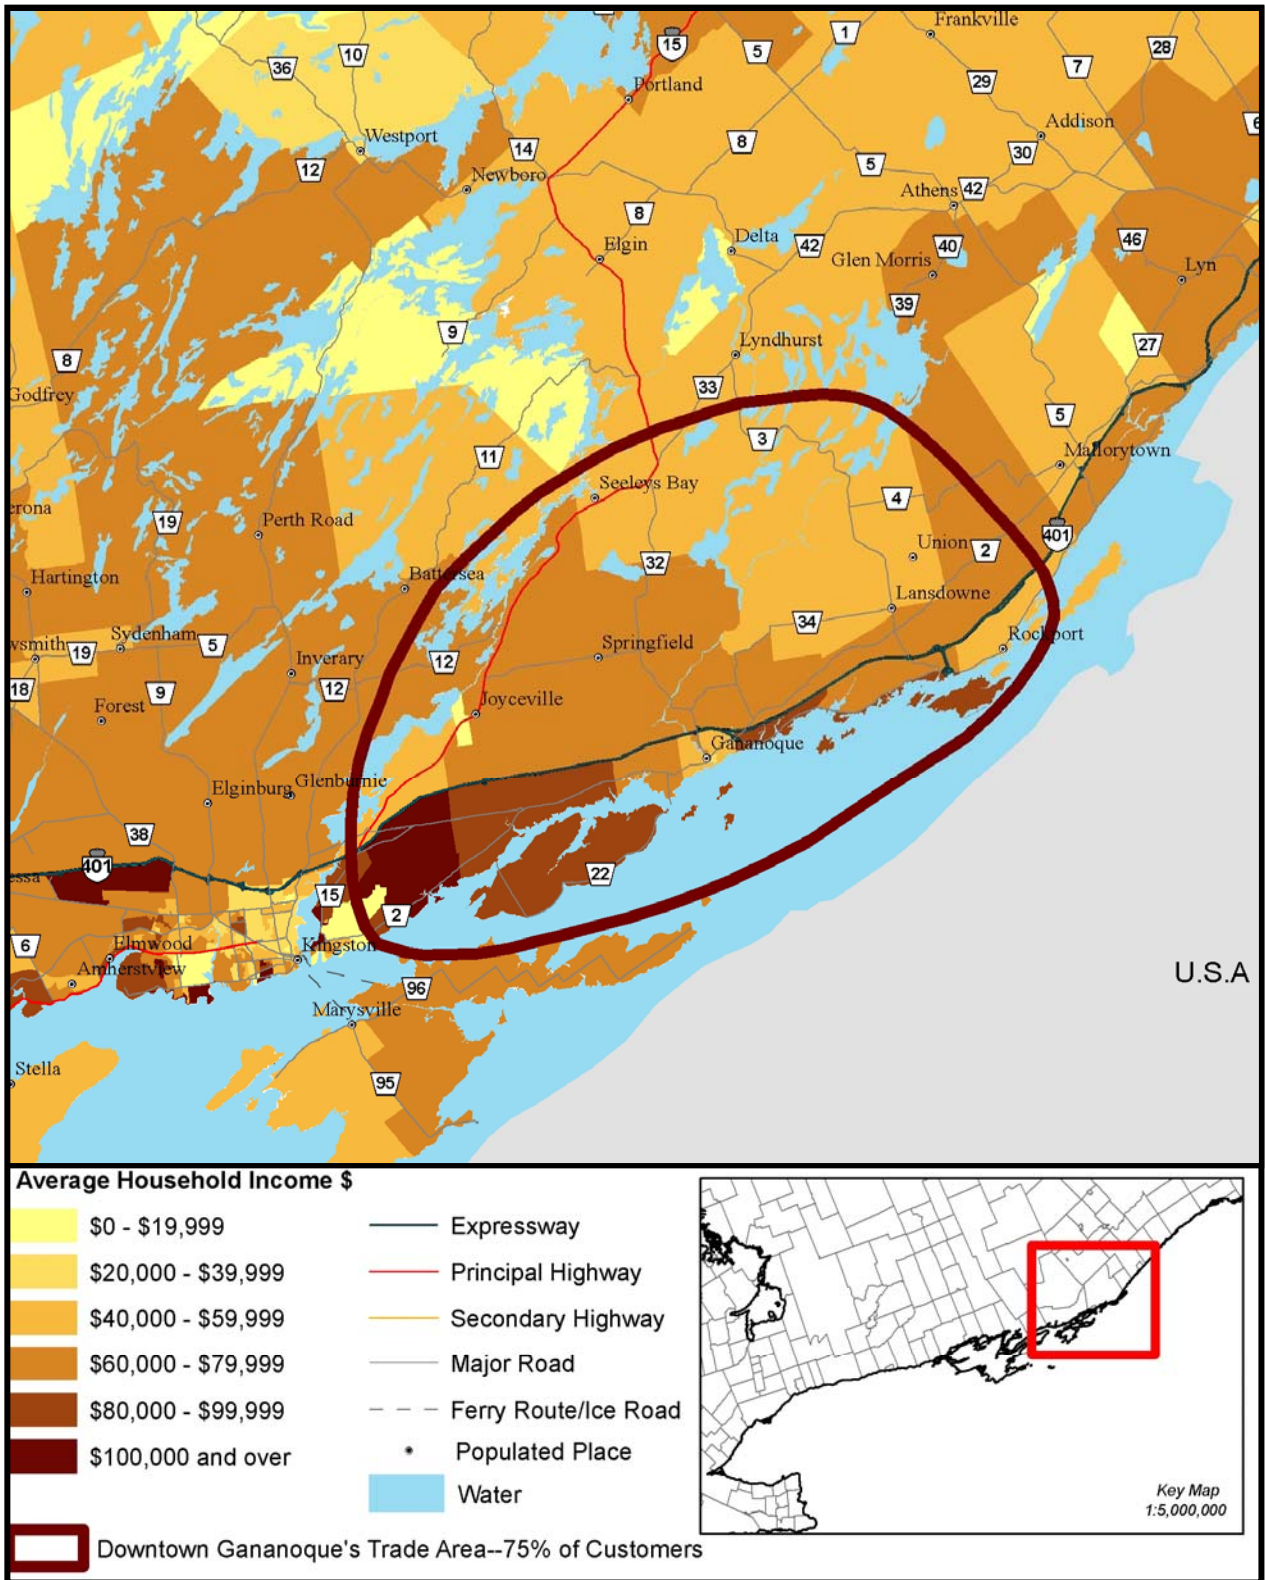 Frankville
1
15
5
28
10
36
7
29
Portland
6
Addison
Westport
8
14
30
5
12
Newboro
Athens
42
8
Delta
46
Elgin
42
40
Glen Morris
Lyn
39
9
27
Lyndhurst
8
33
Godfrey
5
3
11
Mallorytown
Seeleys Bay
4
erona
19
Perth Road
401
Union
2
32
Hartington
Battersea
Lansdowne
34
Sydenham
Rockport
wsmith
19
5
Springfield
Inverary
12
18
9
12
Forest
Joyceville
Gananoque
Elginburg
Glenburnie
38
401
essa
22
15
2
6
Elmwood
Kingston
Amherstview
U.S.A
96
Marysville
Stella
95
Average Household Income $
$0 - $19,999
$20,000 - $39,999
$40,000 - $59,999
$60,000 - $79,999
$80,000 - $99,999
$100,000 and over
Expressway
Principal Highway
Secondary Highway
Major Road
Ferry Route/Ice Road
Populated Place
Water
Key Map
1:5,000,000
Downtown Gananoque's Trade Area--75% of Customers